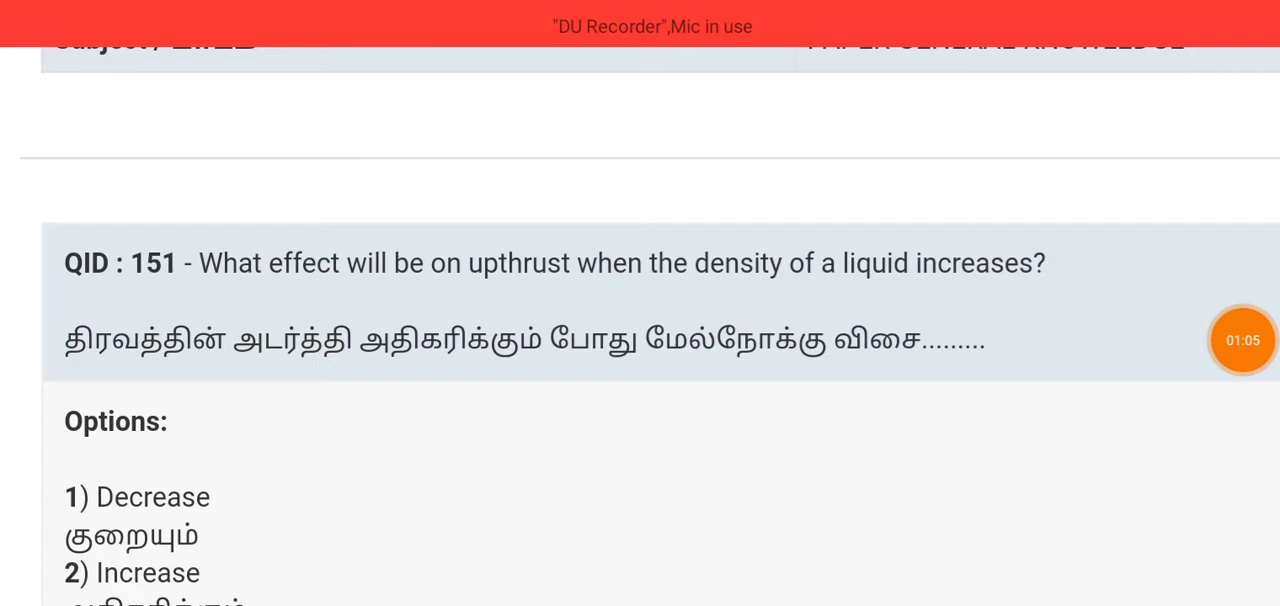 "DU Recorder",Mic in use
QID : 151 - What effect will be on upthrust when the density of a liquid increases?
திரவத்தின் அடர்த்தி அதிகரிக்கும் போது மேல்நோக்கு விசை.........
01:05
Options:
1) Decrease
குறையும்
2) Increase